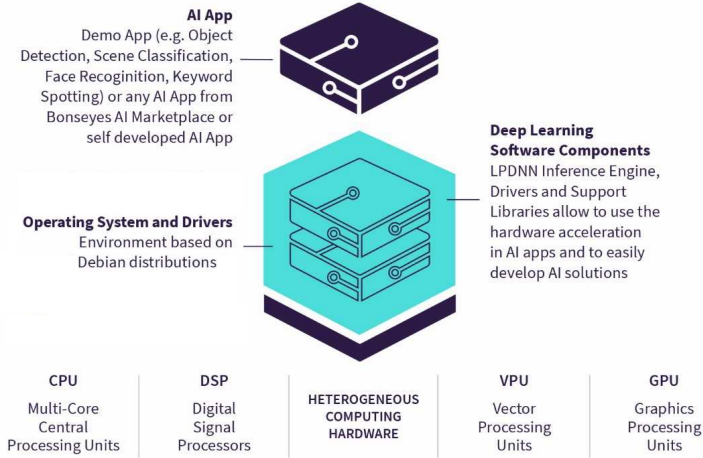 AI App
Demo App (e.g. Object
Detection, Scene Classification,
Face Recoginition, Keyword
Spotting) or any AI App from
Bonseyes AI Marketplace or
self developed AI App
Deep Learning
Software Components
LPDNN Inference Engine,
Drivers and Support
Libraries allow to use the
hardware acceleration
in AI apps and to easily
develop AI solutions
Operating System and Drivers
Environment based on
Debian distributions
CPU
Multi-Core
Central
Processing Units
DSP
Digital
Signal
Processors
HETEROGENEOUS
COMPUTING
HARDWARE
VPU
Vector
Processing
Units
GPU
Graphics
Processing
Units